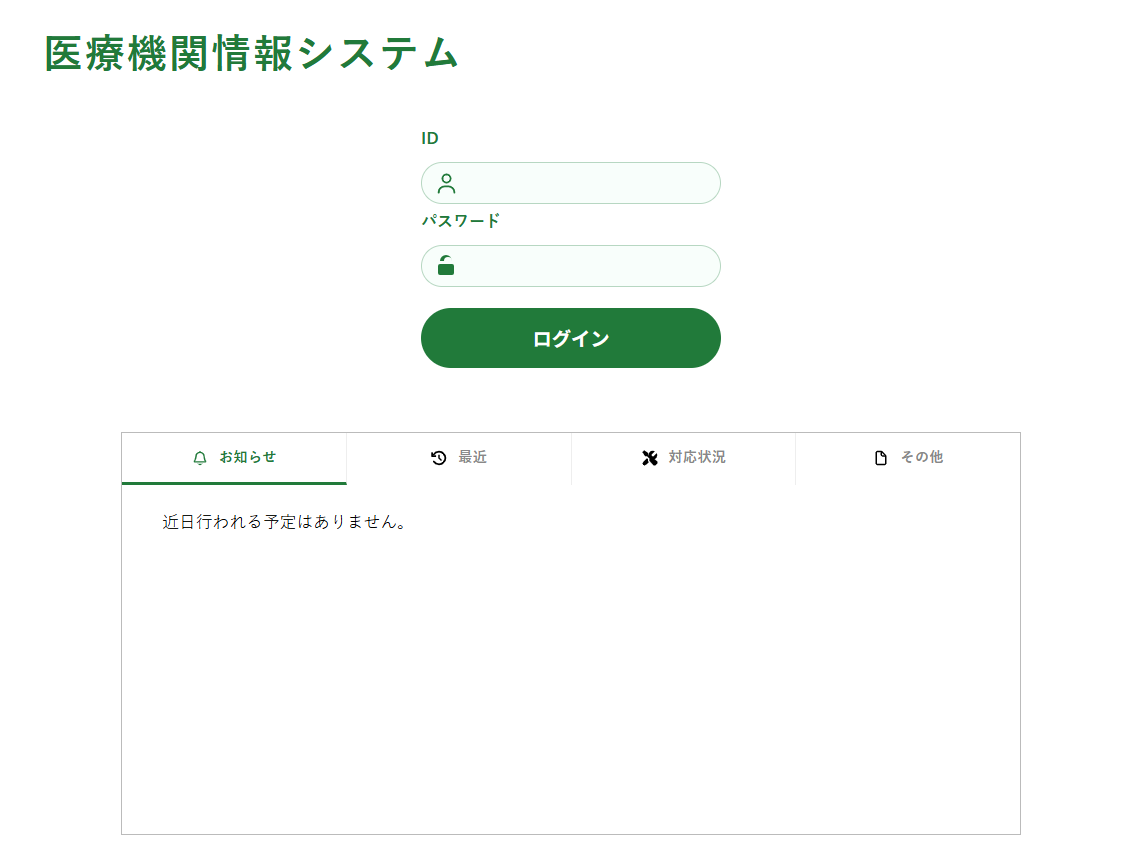 医療機関情報システム
ID
パスワード
ログイン
お知らせ
最近
対応状況
その他
近日行われる予定はありません。